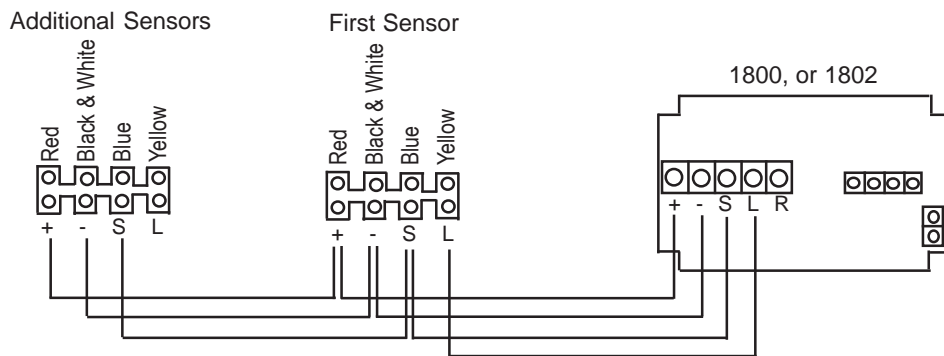 Additional Sensors
First Sensor
1800, or 1802
Red
Black & White
Blue
Yellow
Red
Black & White
Blue
Yellow
+ - S L
+ - S L
+ - S L R